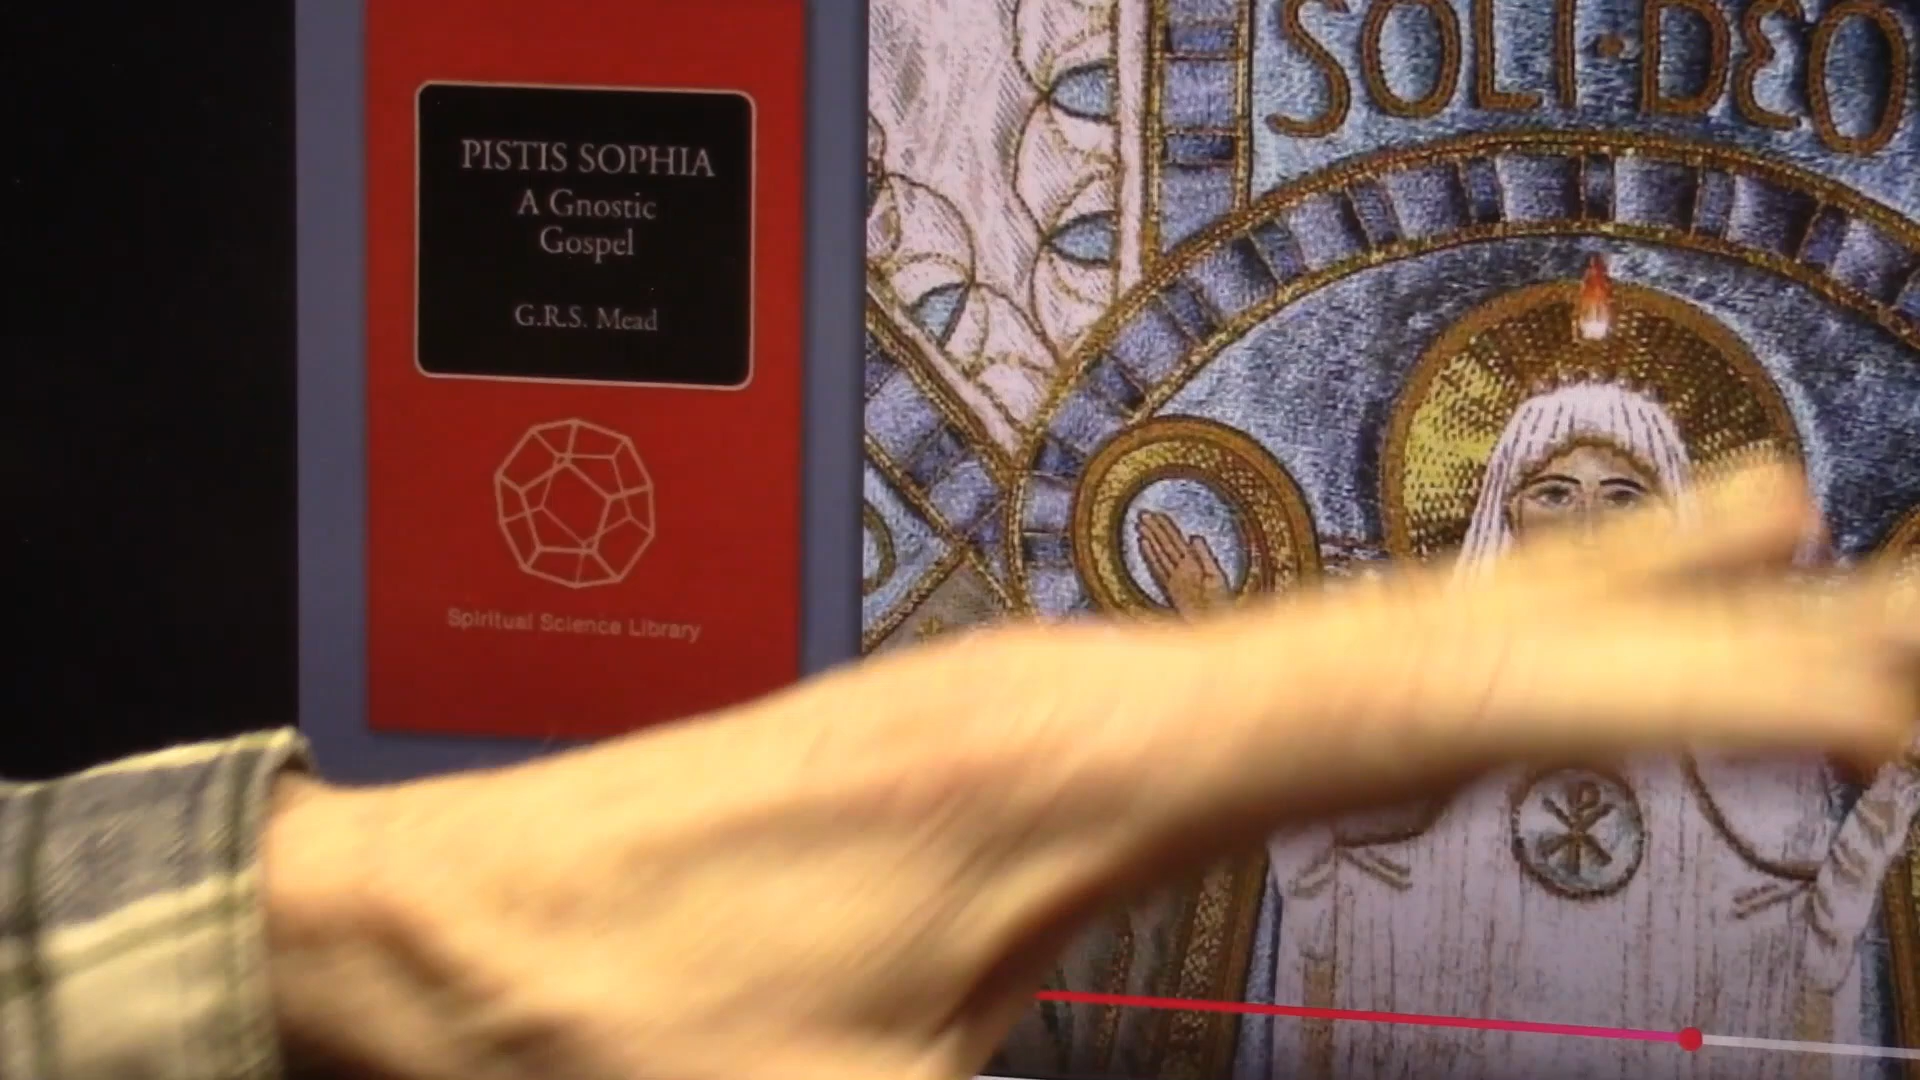 PISTIS SOPHIA
A Gnostic
Gospel
G.R.S. Mead
Spiritual Science Library
SOLI·DEO